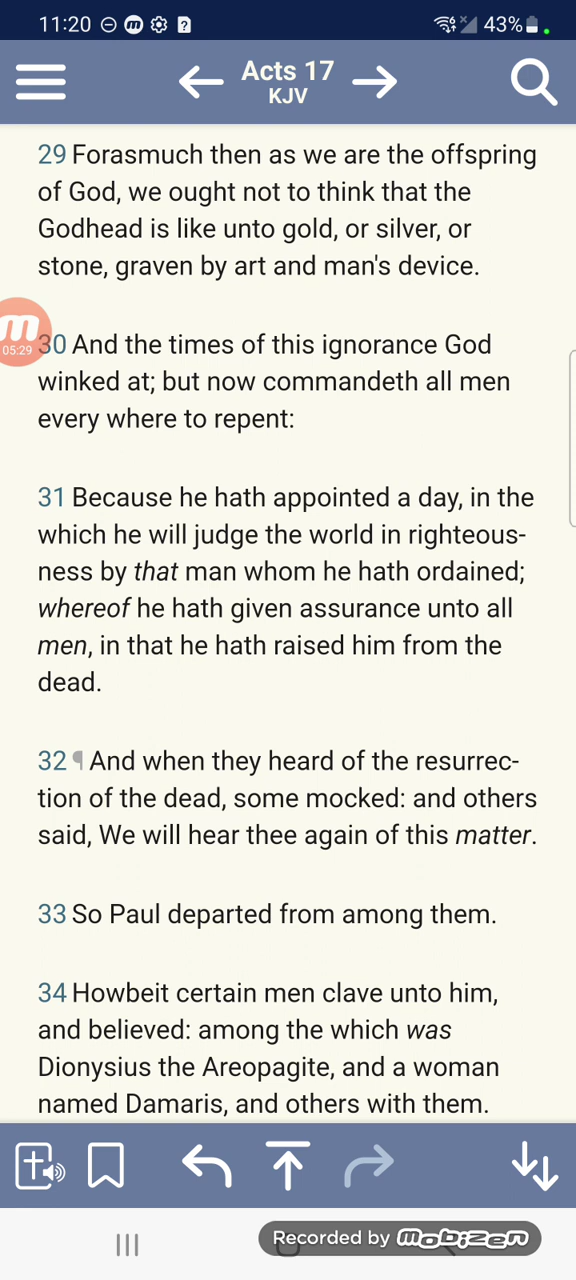 11:20 43%
Acts 17
KJV
29 Forasmuch then as we are the offspring
of God, we ought not to think that the
Godhead is like unto gold, or silver, or
stone, graven by art and man's device.
m
05:29
30 And the times of this ignorance God
winked at; but now commandeth all men
every where to repent:
31 Because he hath appointed a day, in the
which he will judge the world in righteous-
ness by that man whom he hath ordained;
whereof he hath given assurance unto all
men, in that he hath raised him from the
dead.
32 ¶ And when they heard of the resurrec-
tion of the dead, some mocked: and others
said, We will hear thee again of this matter.
33 So Paul departed from among them.
34 Howbeit certain men clave unto him,
and believed: among the which was
Dionysius the Areopagite, and a woman
named Damaris, and others with them.
Recorded by mobizen